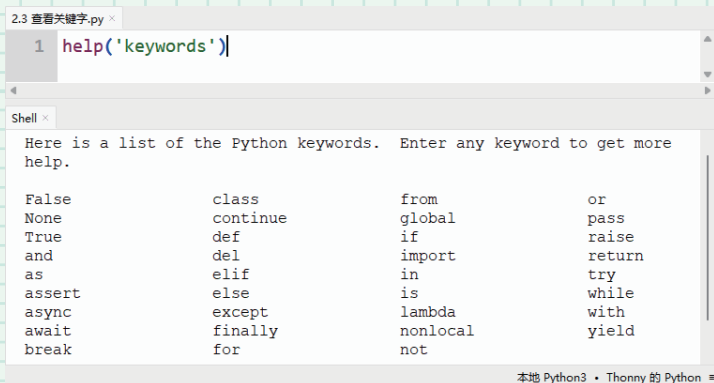 2.3 查看关键字.py ×
1 help('keywords')
Shell ×
Here is a list of the Python keywords.  Enter any keyword to get more
help.
False class from or
None continue global pass
True def if raise
and del import return
as elif in try
assert else is while
async except lambda with
await finally nonlocal yield
break for not
本地 Python3 • Thonny 的 Python ≡